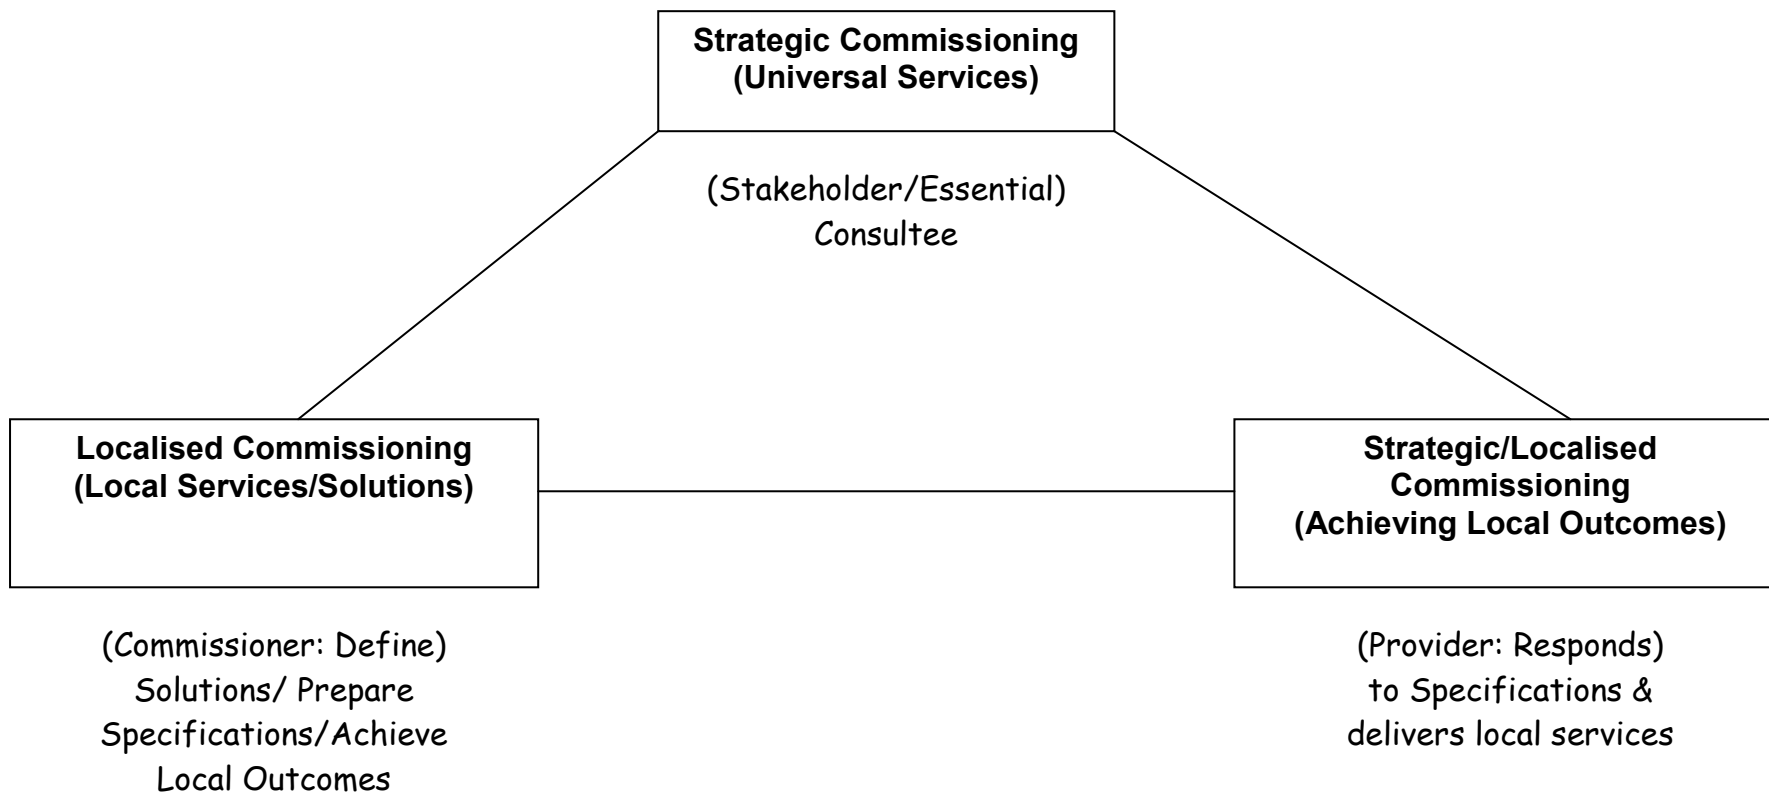 Strategic Commissioning
(Universal Services)
(Stakeholder/Essential)
Consultee
Localised Commissioning
(Local Services/Solutions)
Strategic/Localised
Commissioning
(Achieving Local Outcomes)
(Commissioner: Define)
Solutions/ Prepare
Specifications/Achieve
Local Outcomes
(Provider: Responds)
to Specifications &
delivers local services